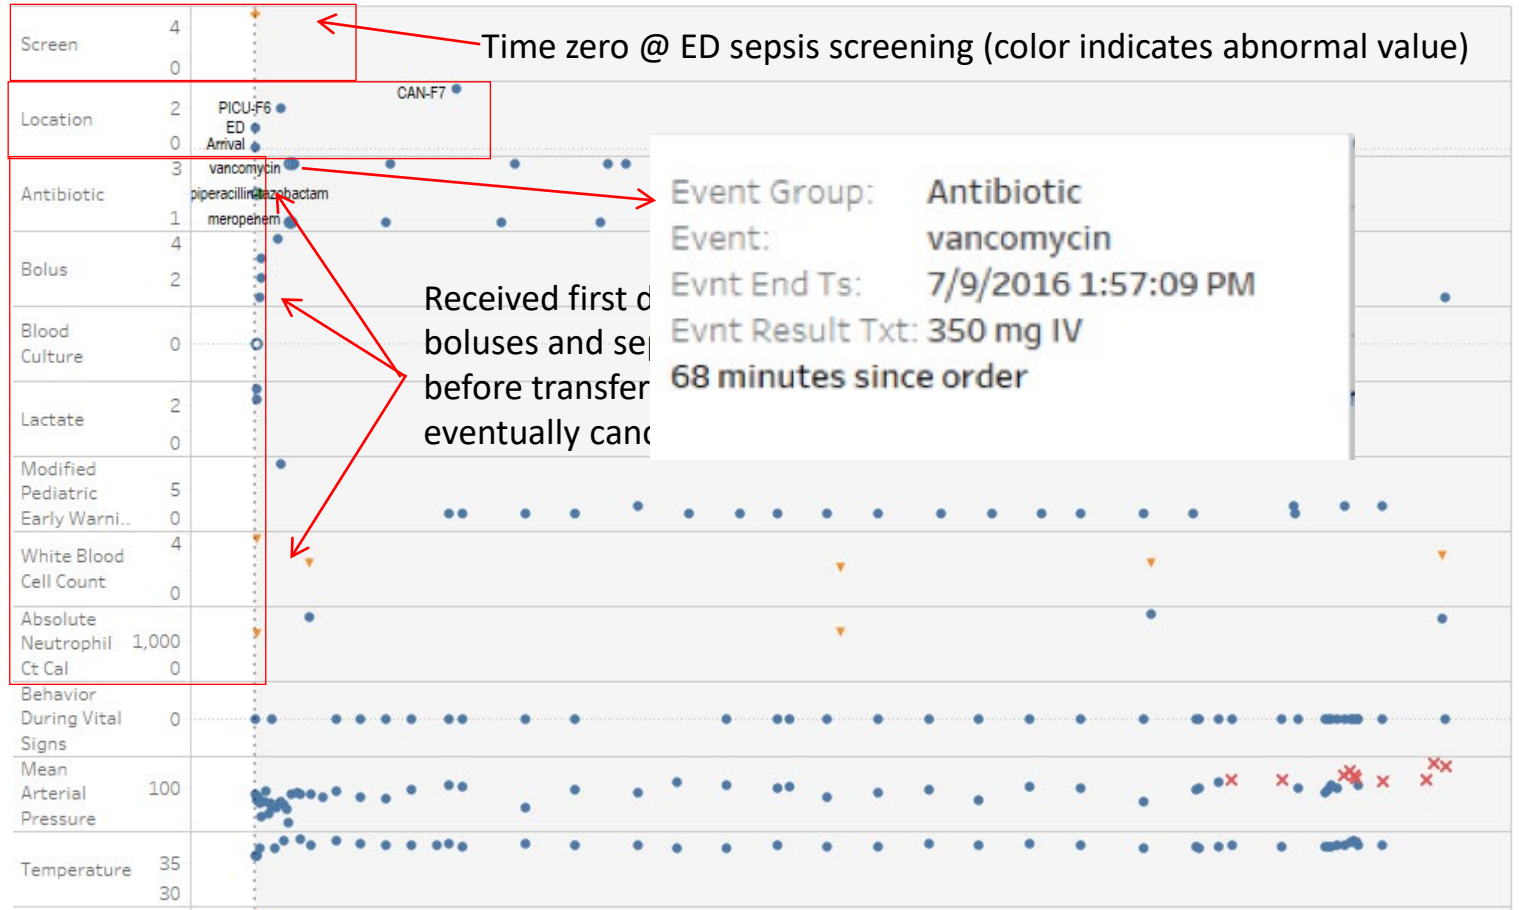 Screen
4
0
Time zero @ ED sepsis screening (color indicates abnormal value)
Location
2
0
CAN-F7
PICU-F6
ED
Arrival
Antibiotic
3
1
vancomycin
piperacillin-tazobactam
meropehem
Event Group: Antibiotic
Event: vancomycin
Evnt End Ts: 7/9/2016 1:57:09 PM
Evnt Result Txt: 350 mg IV
68 minutes since order
Bolus
4
2
Received first
boluses and
before transfer
eventually
Blood
Culture
0
Lactate
2
0
Modified
Pediatric
Early Warni..
5
0
White Blood
Cell Count
4
0
Absolute
Neutrophil
Ct Cal
1,000
0
Behavior
During Vital
Signs
0
Mean
Arterial
Pressure
100
Temperature
35
30